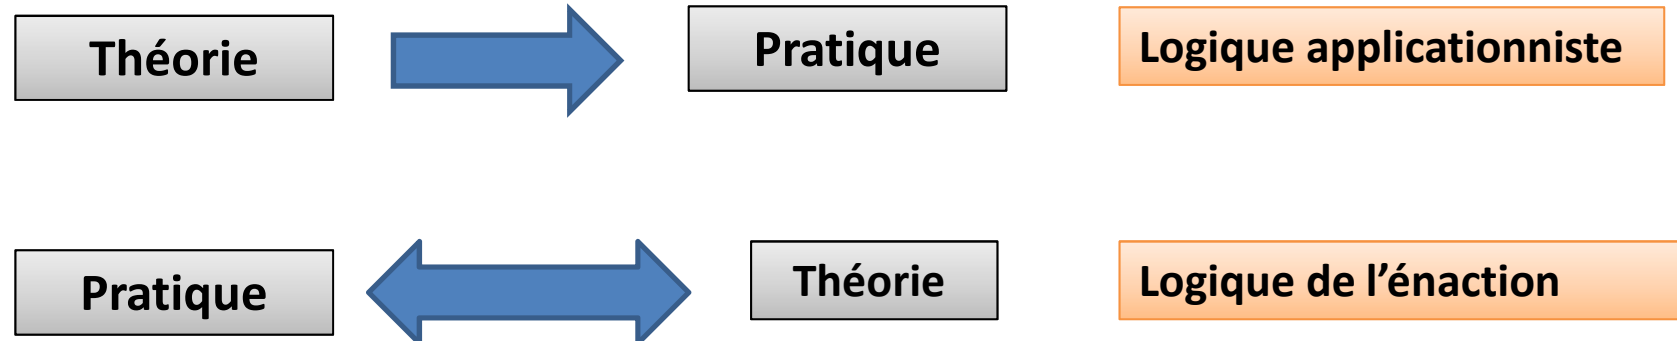 Théorie
Pratique
Logique applicationniste
Pratique
Théorie
Logique de l’énaction